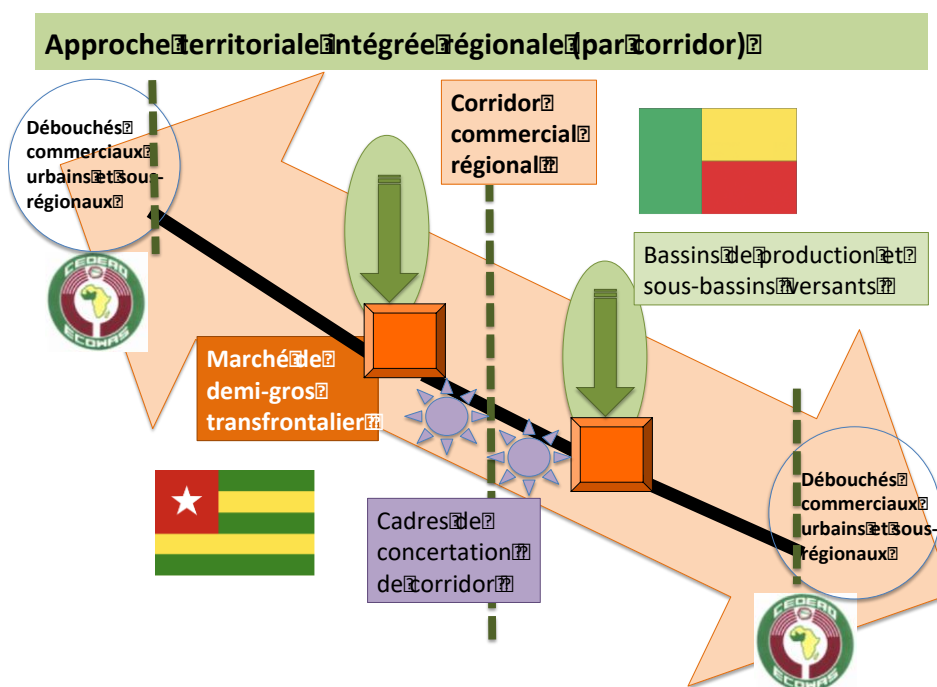 Approche territoriale intégrée régionale (par corridor)
Débouchés
commerciaux
urbains et sous-
régionaux
Corridor
commercial
régional
Bassins de production et
sous-bassins versants
Marché de
demi-gros
transfrontalier
Cadres de
concertation
de corridor
Débouchés
commerciaux
urbains et sous-
régionaux
CEDEAO
ECOWAS
CEDEAO
ECOWAS